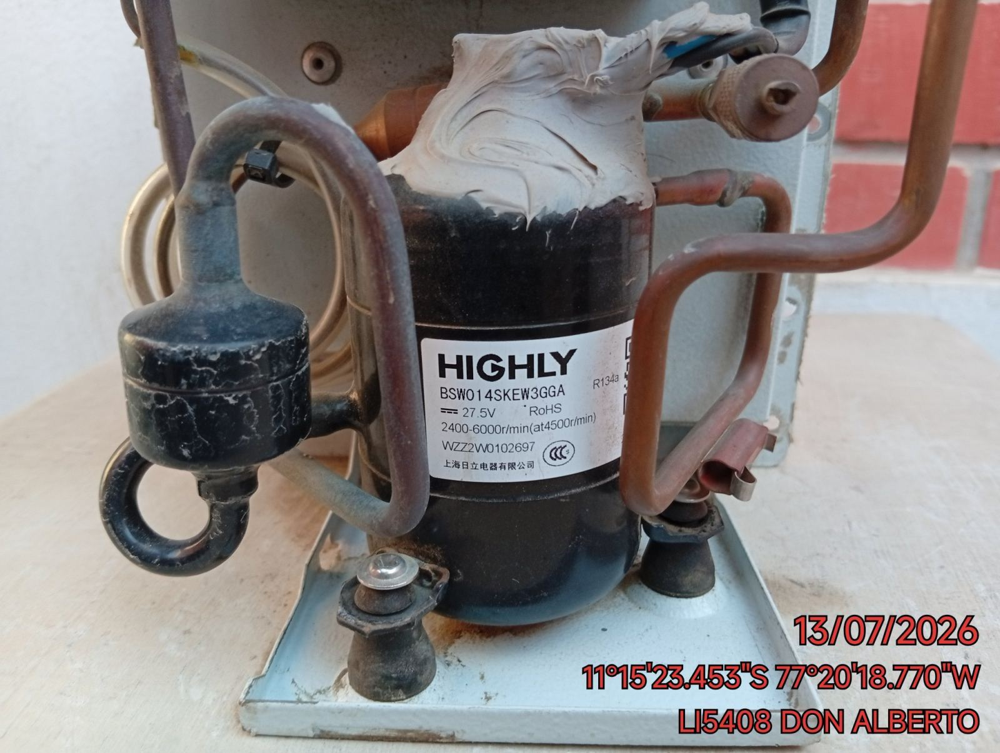 HIGHLY
BSW014SKEW3GGA
R134a
27.5V RoHS
2400-6000r/min(at4500r/min)
WZZ2W0102697
CCC S
上海日立电器有限公司
13/07/2026
11°15'23.453"S 77°20'18.770"W
LI5408 DON ALBERTO